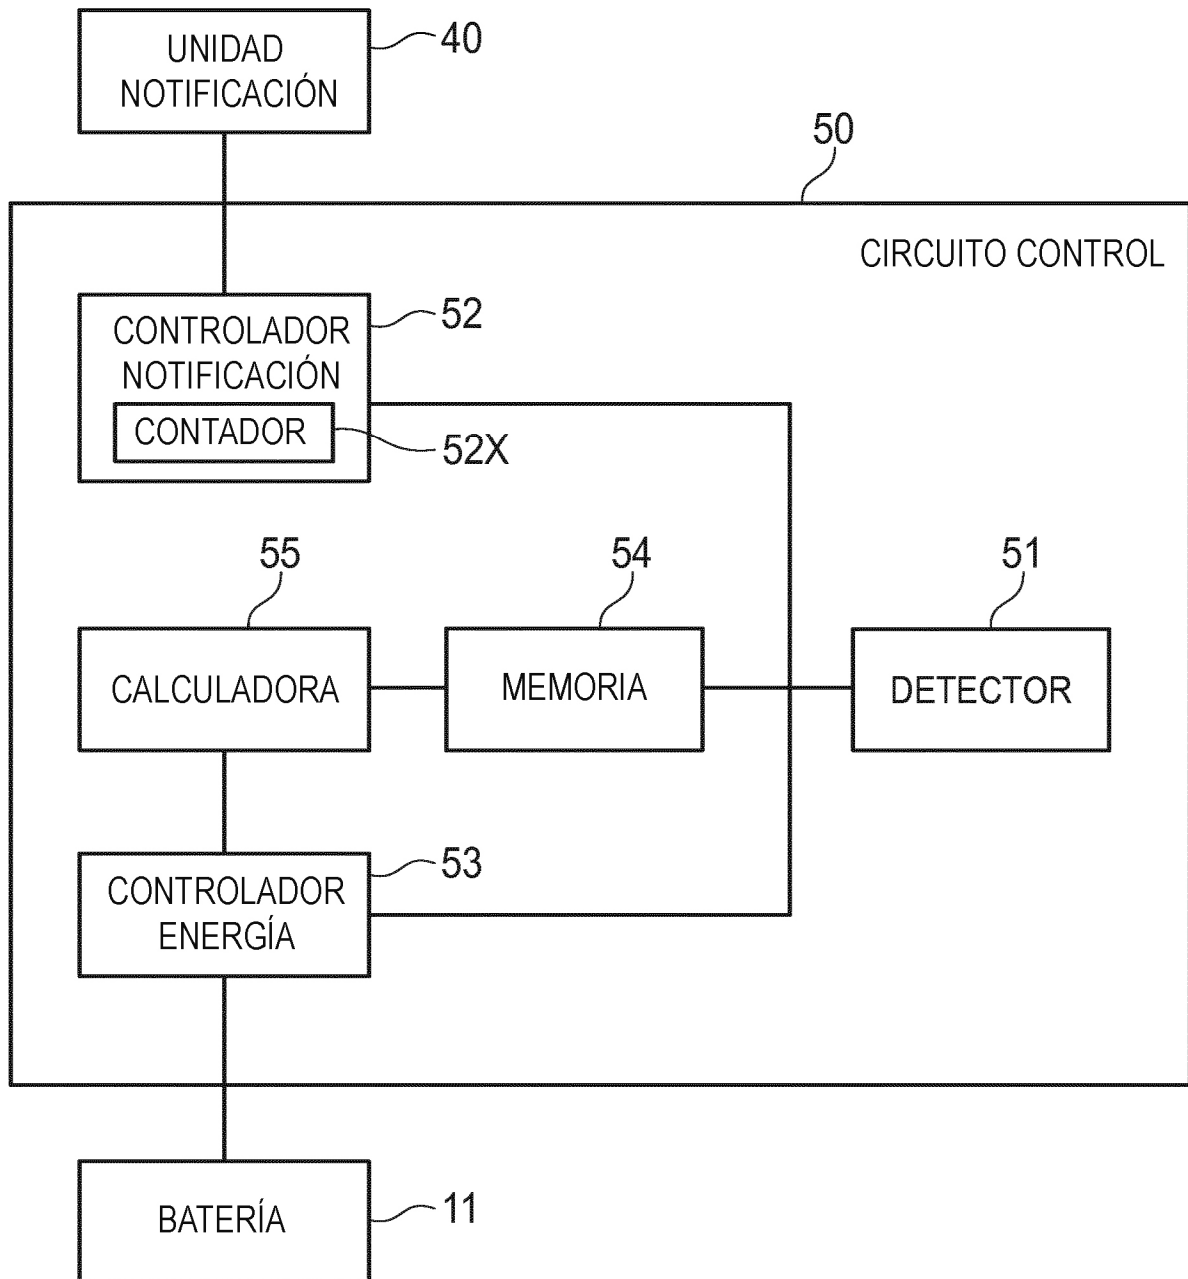 UNIDAD
NOTIFICACIÓN
40
50
CIRCUITO CONTROL
CONTROLADOR
NOTIFICACIÓN
52
CONTADOR
52X
55
54
51
CALCULADORA
MEMORIA
DETECTOR
CONTROLADOR
ENERGÍA
53
BATERÍA
11